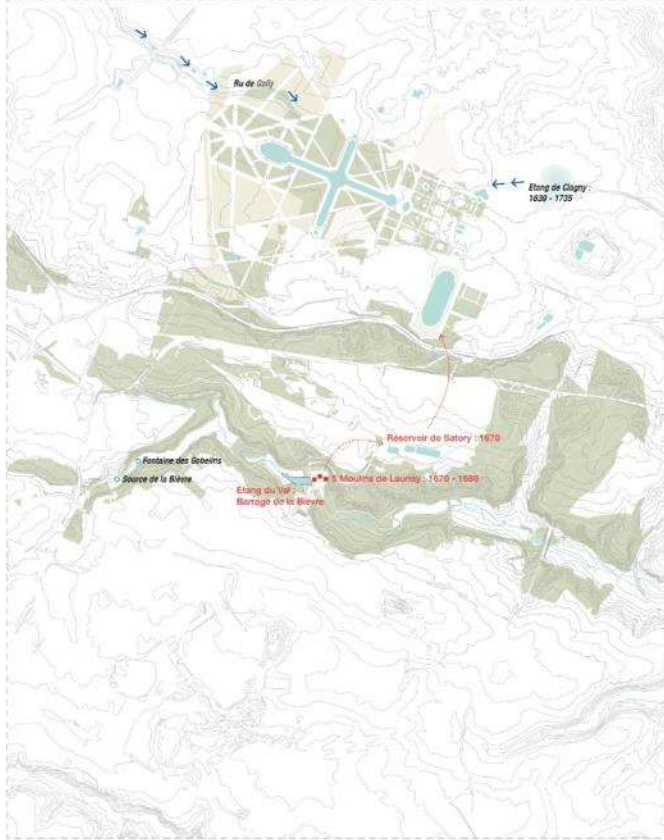 Ru de Gally
Etang de Clagny :
1639 - 1735
Réservoir de Satory : 1670
Fontaine des Gobelins
Source de la Bièvre
5 Moulins de Launay : 1670 - 1689
Etang du Val :
Barrage de la Bièvre